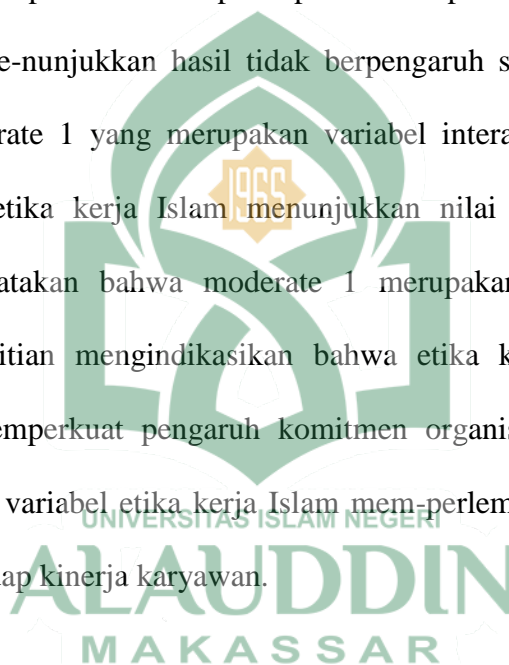 e-nunjukkan hasil tidak berpengaruh s
rate 1 yang merupakan variabel intera
1965
etika kerja Islam menunjukkan nilai
atakan bahwa moderate 1 merupakan
itian mengindikasikan bahwa etika k
emperkuat pengaruh komitmen organis
variabel etika kerja Islam mem-perlem
UNIVERSITAS ISLAM NEGERI
ap kinerja karyawan.
ALAUDDIN
MAKASSAR